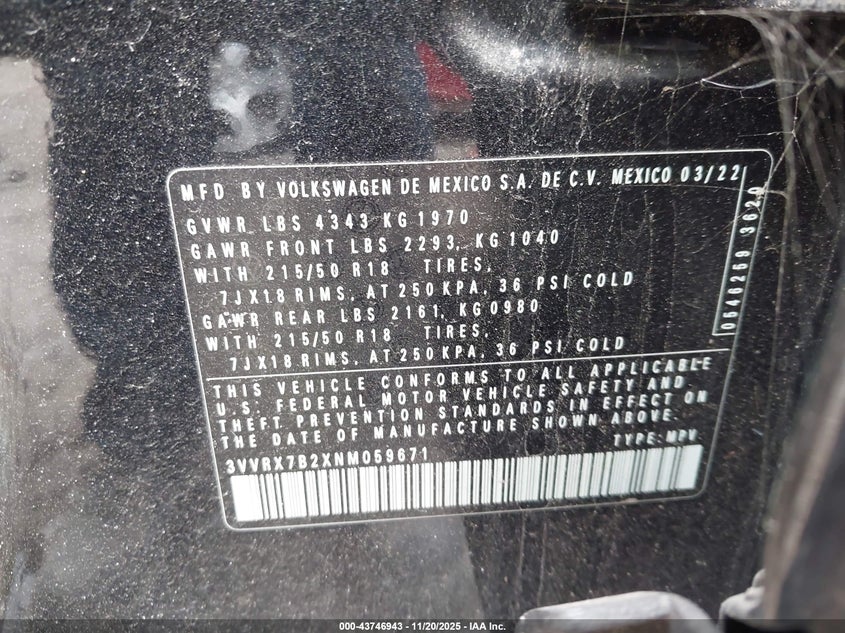 MFD BY VOLKSWAGEN DE MEXICO S.A. DE C.V. MEXICO 03/22
GVWR LBS 4343 KG 1970
GAWR FRONT LBS 2293, KG 1040
WITH 215/50 R18 TIRES,
7JX18 RIMS, AT 250 KPA, 36 PSI COLD
GAWR REAR LBS 2161, KG 0980
WITH 215/50 R18 TIRES,
7JX18 RIMS, AT 250 KPA, 36 PSI COLD
THIS VEHICLE CONFORMS TO ALL APPLICABLE
U.S. FEDERAL MOTOR VEHICLE SAFETY AND
THEFT PREVENTION STANDARDS IN EFFECT ON
THE DATE OF MANUFACTURE SHOWN ABOVE.
TYPE: MPV
3VVRX7B2XNM059671
0546259 3620
000-43746943 - 11/20/2025 - IAA Inc.